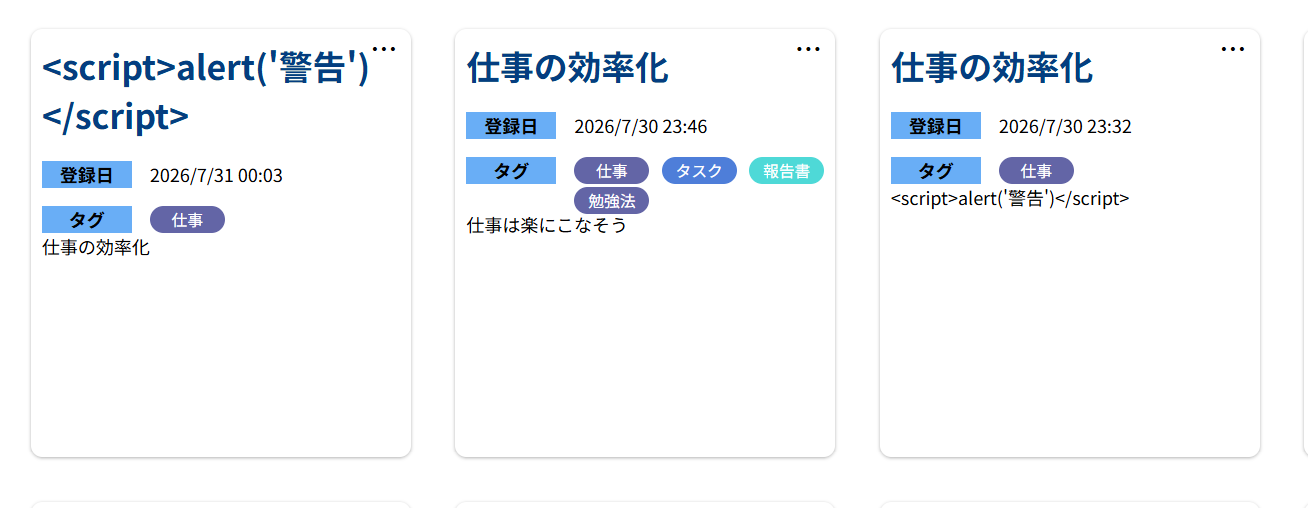 <script>alert('警告')
</script>
登録日 2026/7/31 00:03
タグ 仕事
仕事の効率化
仕事の効率化
登録日 2026/7/30 23:46
タグ 仕事 タスク 報告書
勉強法
仕事は楽にこなそう
仕事の効率化
登録日 2026/7/30 23:32
タグ 仕事
<script>alert('警告')</script>